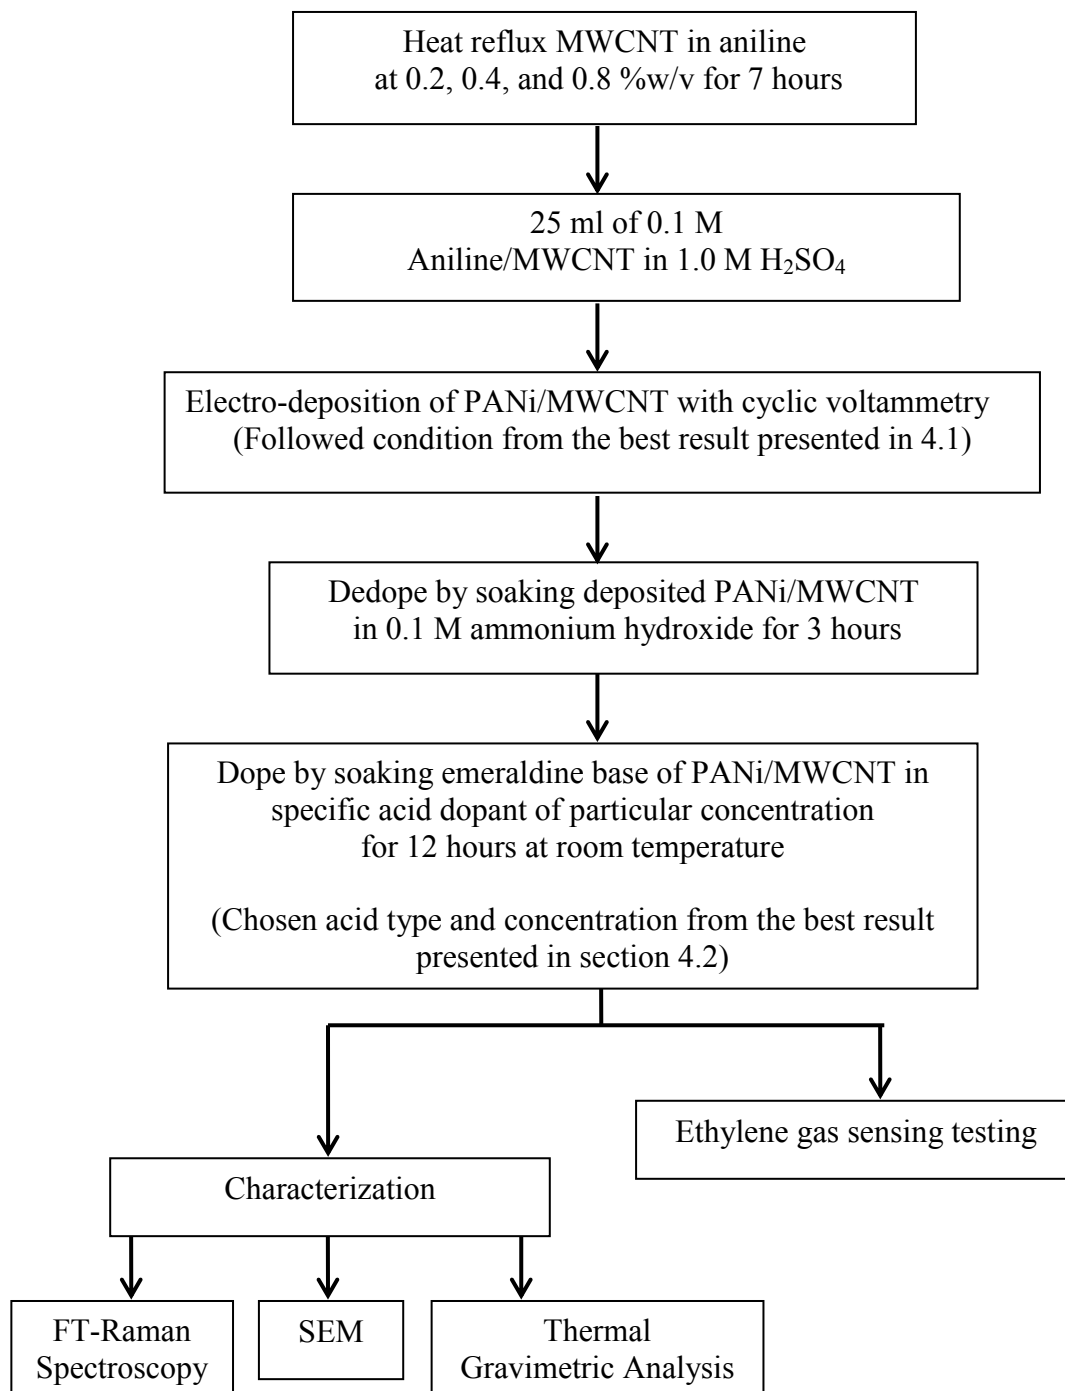 Heat reflux MWCNT in aniline
at 0.2, 0.4, and 0.8 %w/v for 7 hours
25 ml of 0.1 M
Aniline/MWCNT in 1.0 M H₂SO₄
Electro-deposition of PANi/MWCNT with cyclic voltammetry
(Followed condition from the best result presented in 4.1)
Dedope by soaking deposited PANi/MWCNT
in 0.1 M ammonium hydroxide for 3 hours
Dope by soaking emeraldine base of PANi/MWCNT in
specific acid dopant of particular concentration
for 12 hours at room temperature
(Chosen acid type and concentration from the best result
presented in section 4.2)
Ethylene gas sensing testing
Characterization
FT-Raman
Spectroscopy
SEM
Thermal
Gravimetric Analysis